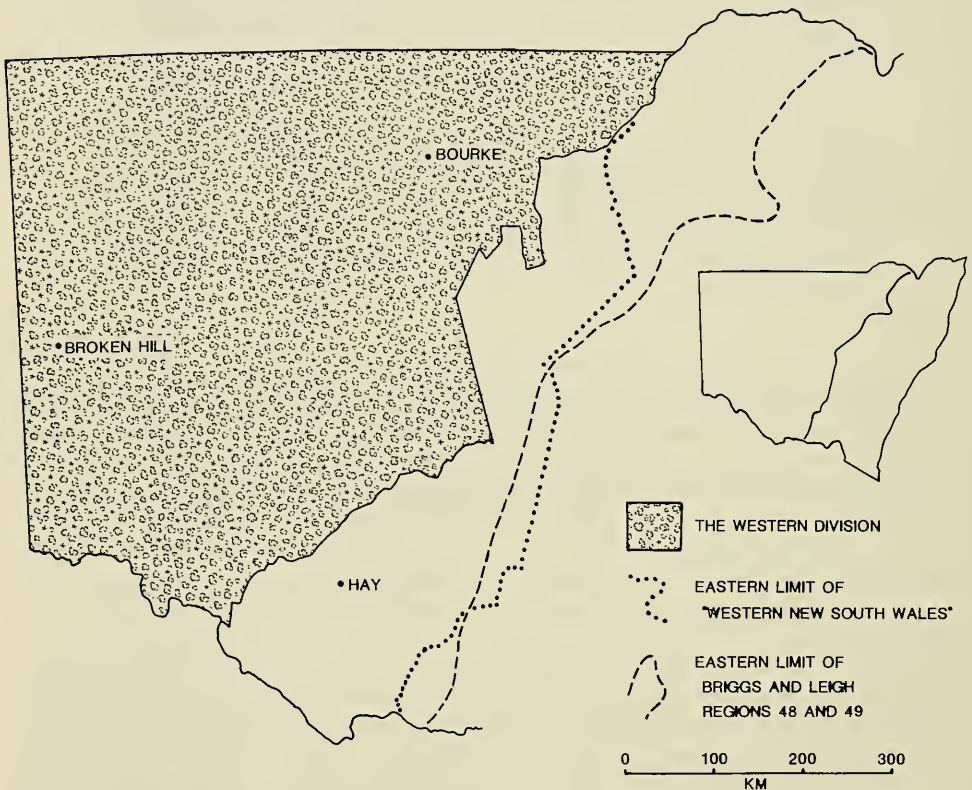 BOURKE
BROKEN HILL
HAY
THE WESTERN DIVISION
EASTERN LIMIT OF
"WESTERN NEW SOUTH WALES"
EASTERN LIMIT OF
BRIGGS AND LEIGH
REGIONS 48 AND 49
0 100 200 300
KM